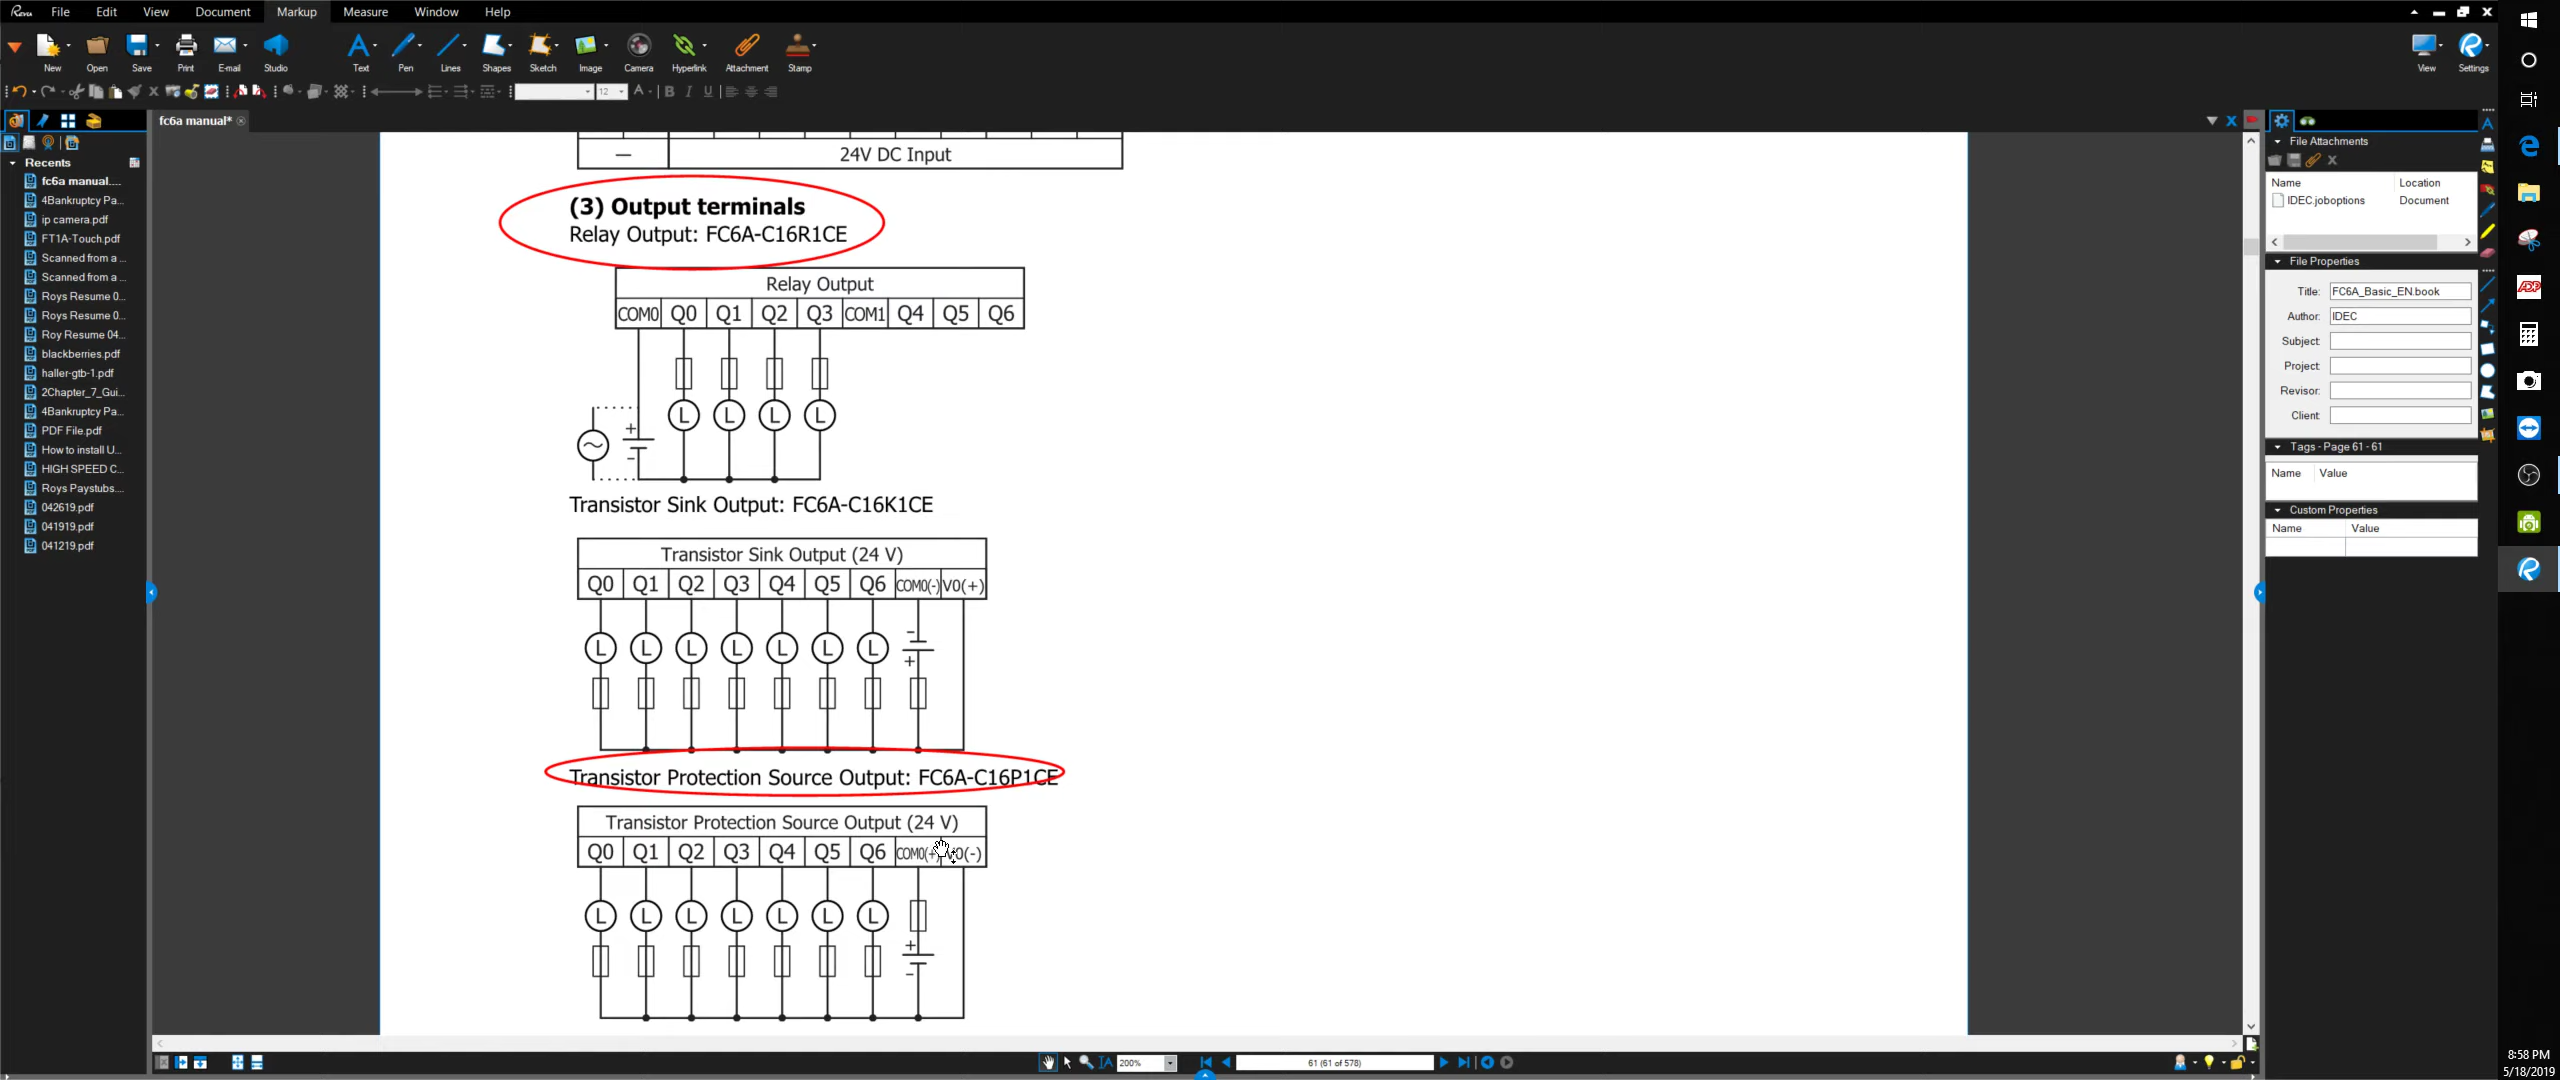 Revu File Edit View Document Markup Measure Window Help
New Open Save Print E-mail Studio Text Pen Lines Shapes Sketch Image Camera Hyperlink Attachment Stamp View Settings
12
fc6a manual*
Recents
fc6a manual....
4Bankruptcy Pa...
ip camera.pdf
FT1A-Touch.pdf
Scanned from a ...
Scanned from a ...
Roys Resume 0...
Roys Resume 0...
Roy Resume 04...
blackberries.pdf
haller-gtb-1.pdf
2Chapter_7_Gui...
4Bankruptcy Pa...
PDF File.pdf
How to install U...
HIGH SPEED C...
Roys Paystubs....
042619.pdf
041919.pdf
041219.pdf
— 24V DC Input
(3) Output terminals
Relay Output: FC6A-C16R1CE
Relay Output
COM0 Q0 Q1 Q2 Q3 COM1 Q4 Q5 Q6
L L L L
+
-
Transistor Sink Output: FC6A-C16K1CE
Transistor Sink Output (24 V)
Q0 Q1 Q2 Q3 Q4 Q5 Q6 COM0(-) V0(+)
-
L L L L L L L
+
Transistor Protection Source Output: FC6A-C16P1CE
Transistor Protection Source Output (24 V)
Q0 Q1 Q2 Q3 Q4 Q5 Q6 COM0(+) V0(-)
L L L L L L L
+
-
200% 61 (61 of 578)
File Attachments
Name Location
IDEC.joboptions Document
File Properties
Title: FC6A_Basic_EN.book
Author: IDEC
Subject:
Project:
Revisor:
Client:
Tags - Page 61 - 61
Name Value
Custom Properties
Name Value
ADP
8:58 PM
5/18/2019